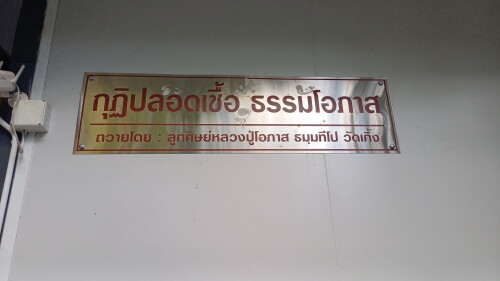 กุฏิปลอดเชื้อ ธรรมโอภาส
ถวายโดย : ลูกศิษย์หลวงปู่โอภาส ธมฺมทีโป วัดเกิ้ง